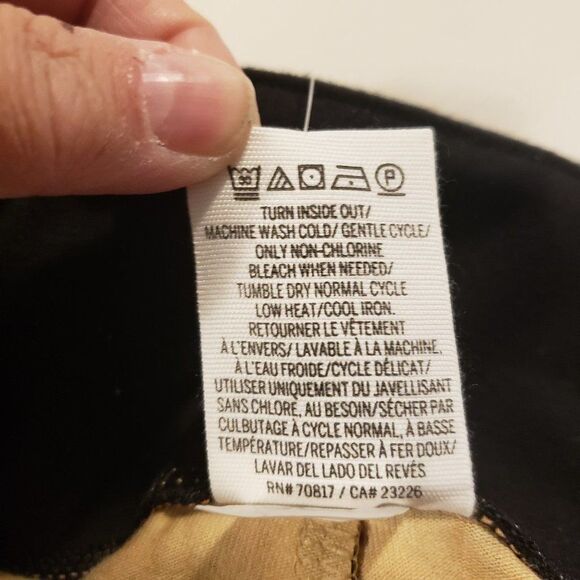 30 P
TURN INSIDE OUT/
MACHINE WASH COLD/ GENTLE CYCLE/
ONLY NON-CHLORINE
BLEACH WHEN NEEDED/
TUMBLE DRY NORMAL CYCLE
LOW HEAT/COOL IRON.
RETOURNER LE VÊTEMENT
À L'ENVERS/ LAVABLE À LA MACHINE,
À L'EAU FROIDE/CYCLE DÉLICAT/
UTILISER UNIQUEMENT DU JAVELLISANT
SANS CHLORE, AU BESOIN/SÉCHER PAR
CULBUTAGE À CYCLE NORMAL, À BASSE
TEMPÉRATURE/REPASSER À FER DOUX/
LAVAR DEL LADO DEL REVÉS
RN# 70817 / CA# 23226